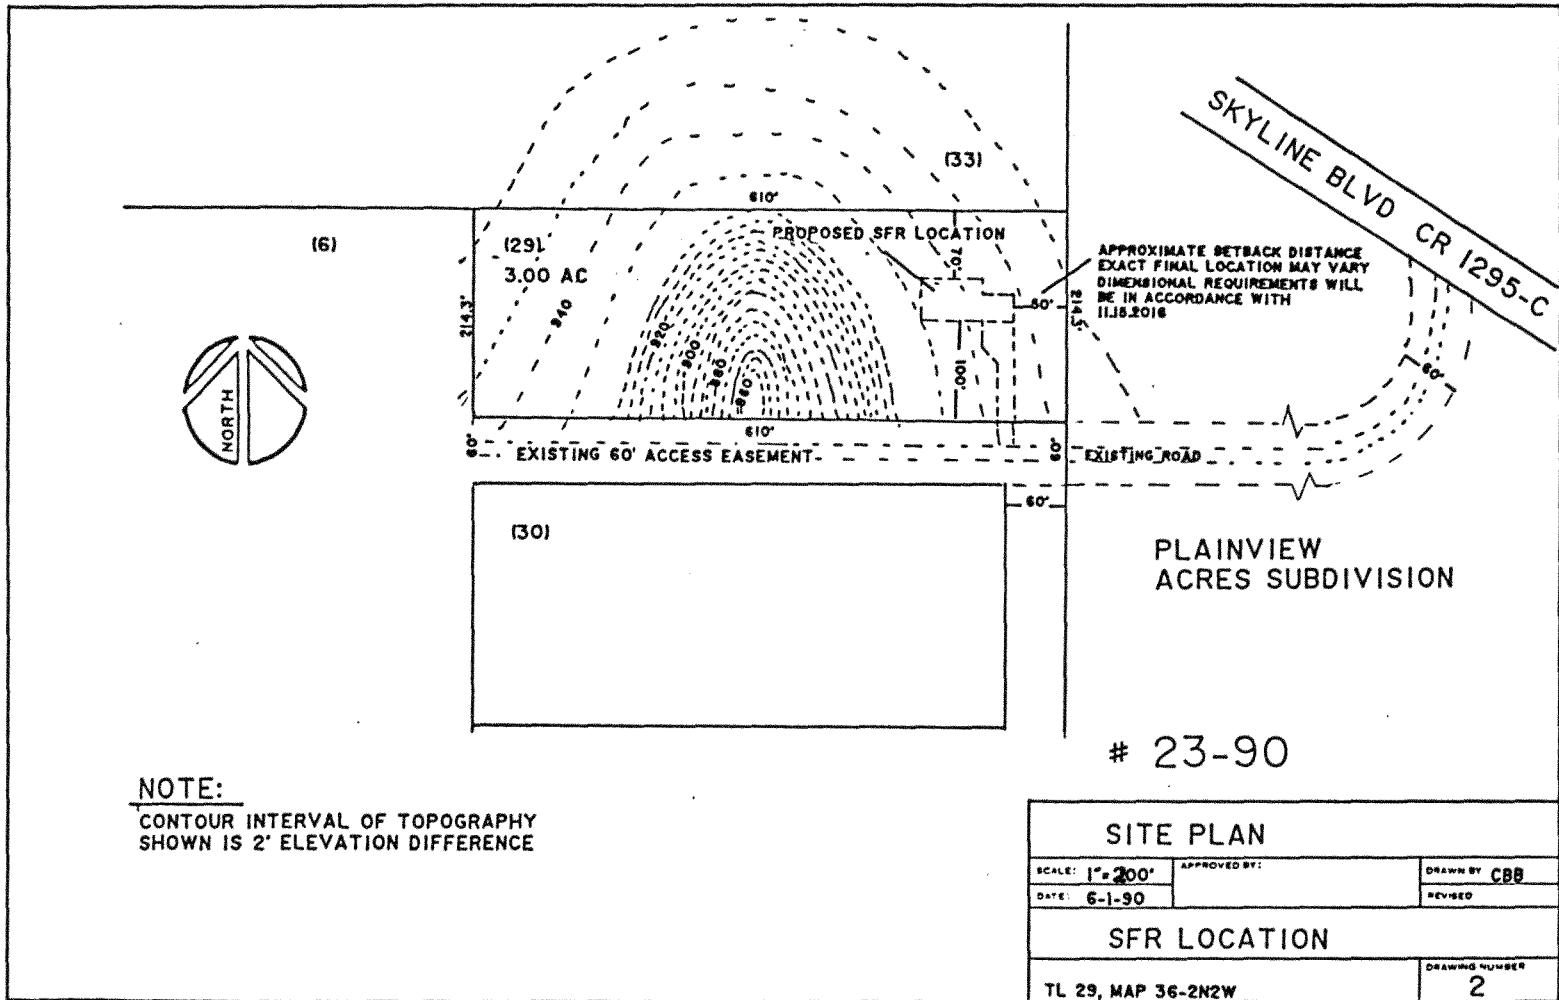 (33)
SKYLINE BLVD CR 1295-C
610'
(6)
(29)
3.00 AC
PROPOSED SFR LOCATION
70'
APPROXIMATE SETBACK DISTANCE
EXACT FINAL LOCATION MAY VARY
DIMENSIONAL REQUIREMENTS WILL
BE IN ACCORDANCE WITH
11.15.2016
214.3'
940
920
900
880
860
100'
214.3'
60'
NORTH
610'
60'
EXISTING 60' ACCESS EASEMENT
60'
EXISTING ROAD
60'
(30)
PLAINVIEW
ACRES SUBDIVISION
# 23-90
NOTE:
CONTOUR INTERVAL OF TOPOGRAPHY
SHOWN IS 2' ELEVATION DIFFERENCE
SITE PLAN
SCALE: 1"=200'
APPROVED BY:
DRAWN BY CBB
DATE: 6-1-90
REVISED
SFR LOCATION
TL 29, MAP 36-2N2W
DRAWING NUMBER
2